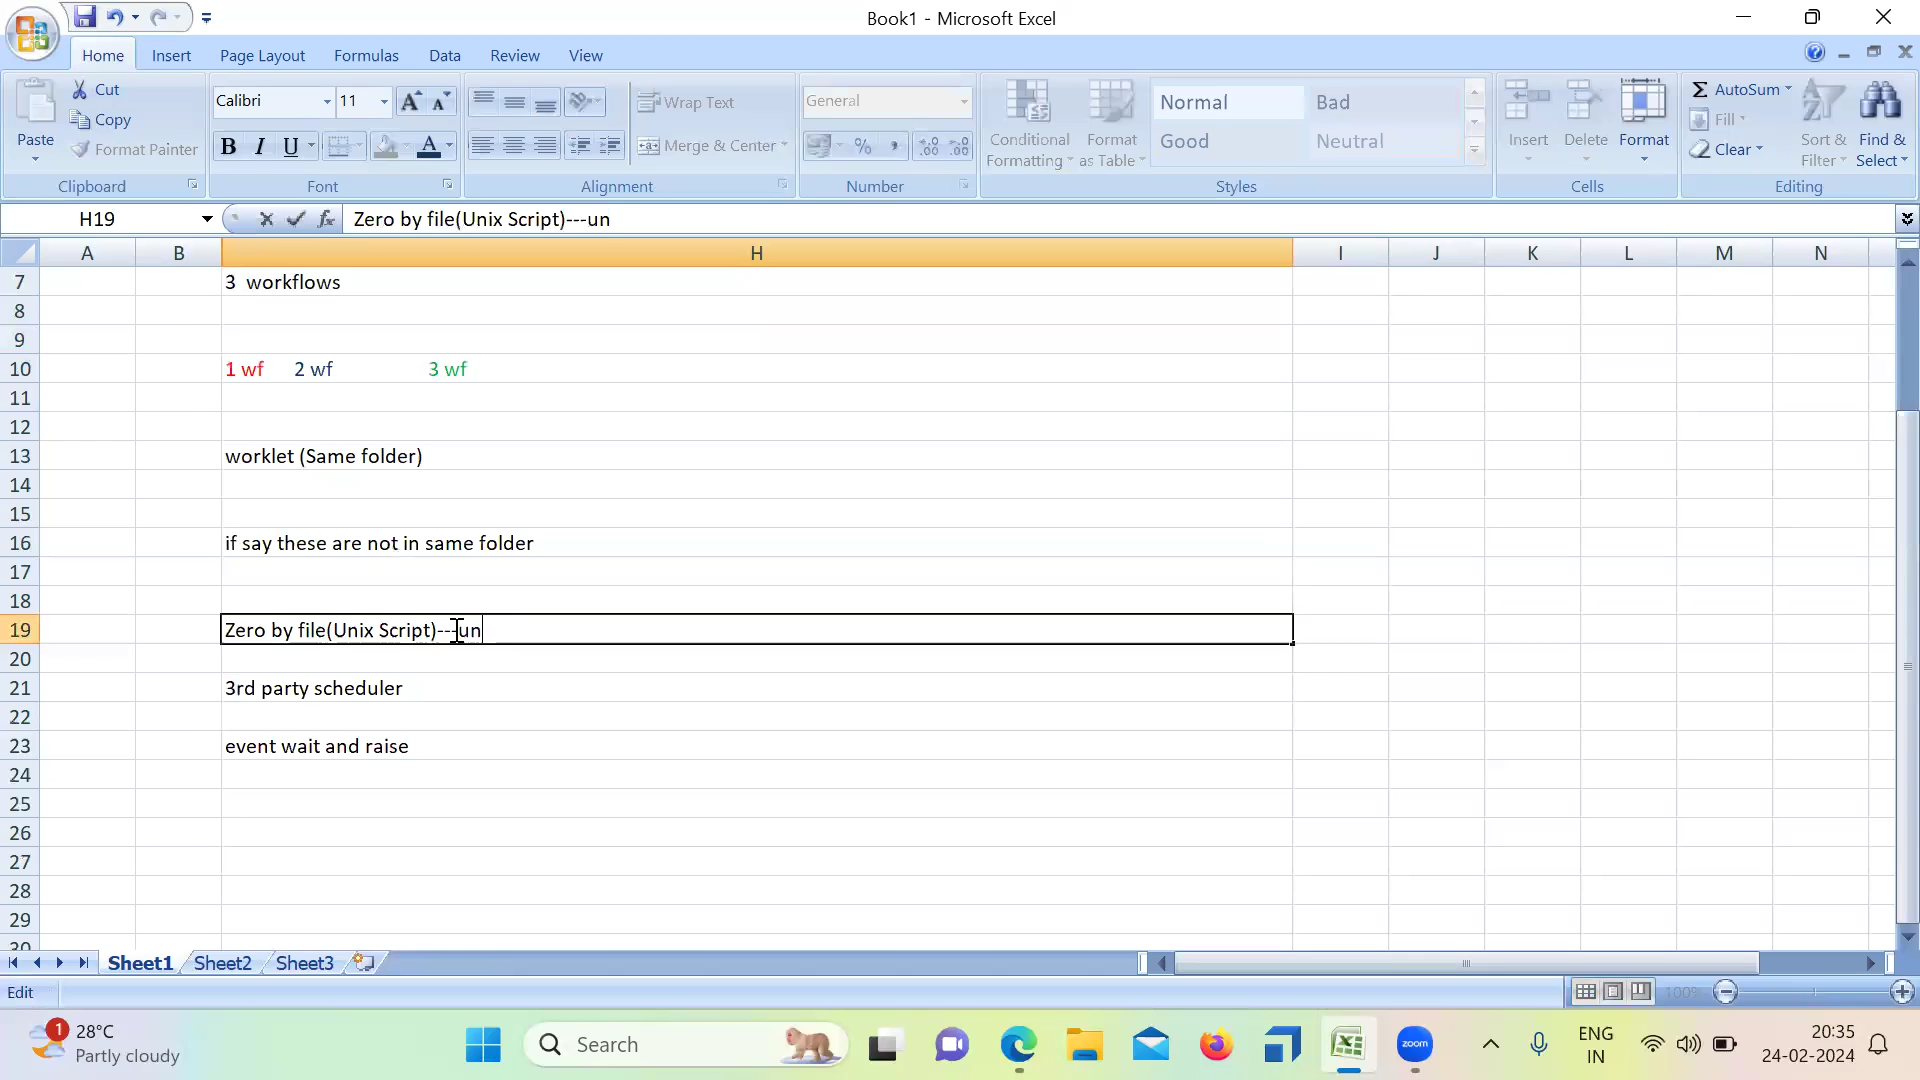 Book1 - Microsoft Excel
Home Insert Page Layout Formulas Data Review View
Paste
Cut
Copy
Format Painter
Clipboard
Calibri 11
B I U
Font
Wrap Text
Merge & Center
Alignment
General
Number
Conditional Formatting
Format as Table
Normal Bad
Good Neutral
Styles
Insert Delete Format
Cells
AutoSum
Fill
Clear
Sort & Filter
Find & Select
Editing
H19 Zero by file(Unix Script)---un
A B H I J K L M N
7 3 workflows
8
9
10 1 wf 2 wf 3 wf
11
12
13 worklet (Same folder)
14
15
16 if say these are not in same folder
17
18
19 Zero by file(Unix Script)---un
20
21 3rd party scheduler
22
23 event wait and raise
24
25
26
27
28
29
30
Sheet1 Sheet2 Sheet3
Edit 100%
1 28°C
Partly cloudy
Search
zoom
ENG
IN
20:35
24-02-2024